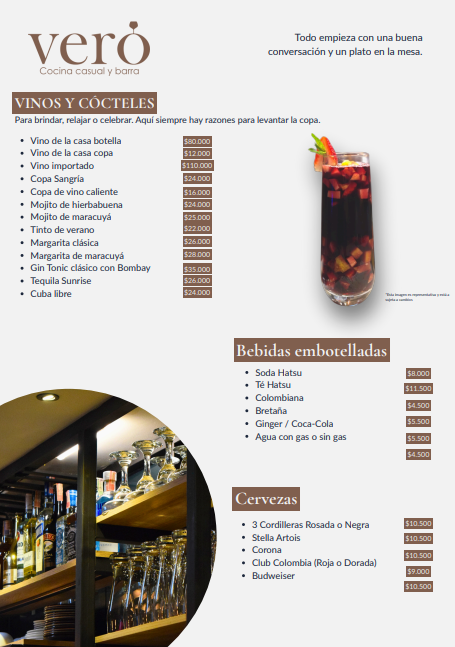 vero
Cocina casual y barra
Todo empieza con una buena
conversación y un plato en la mesa.
VINOS Y CÓCTELES
Para brindar, relajar o celebrar. Aquí siempre hay razones para levantar la copa.
• Vino de la casa botella $80.000
• Vino de la casa copa $12.000
• Vino importado $110.000
• Copa Sangría $24.000
• Copa de vino caliente $16.000
• Mojito de hierbabuena $24.000
• Mojito de maracuyá $25.000
• Tinto de verano $22.000
• Margarita clásica $26.000
• Margarita de maracuyá $28.000
• Gin Tonic clásico con Bombay $35.000
• Tequila Sunrise $26.000
• Cuba libre $24.000
*Esta imagen es representativa y está
sujeta a cambios
Bebidas embotelladas
• Soda Hatsu $8.000
• Té Hatsu $11.500
• Colombiana $4.500
• Bretaña $5.500
• Ginger / Coca-Cola $5.500
• Agua con gas o sin gas $4.500
Cervezas
• 3 Cordilleras Rosada o Negra $10.500
• Stella Artois $10.500
• Corona $10.500
• Club Colombia (Roja o Dorada) $9.000
• Budweiser $10.500